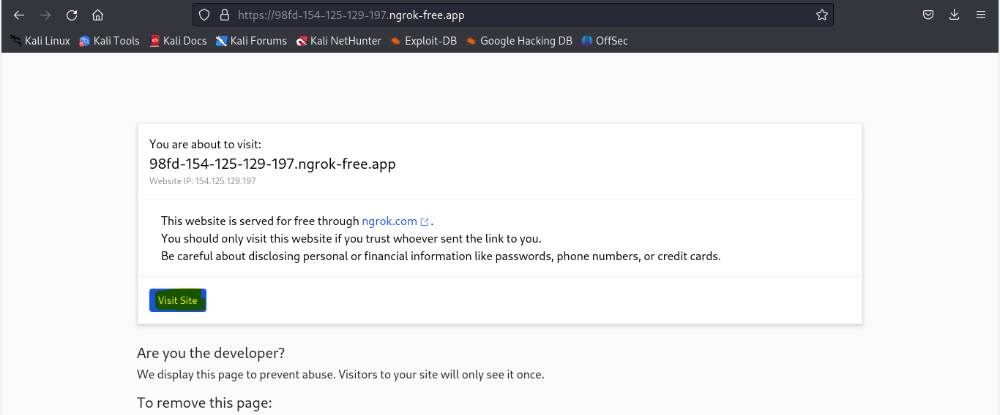 https://98fd-154-125-129-197.ngrok-free.app
Kali Linux Kali Tools Kali Docs Kali Forums Kali NetHunter Exploit-DB Google Hacking DB OffSec
You are about to visit:
98fd-154-125-129-197.ngrok-free.app
Website IP: 154.125.129.197
This website is served for free through ngrok.com.
You should only visit this website if you trust whoever sent the link to you.
Be careful about disclosing personal or financial information like passwords, phone numbers, or credit cards.
Visit Site
Are you the developer?
We display this page to prevent abuse. Visitors to your site will only see it once.
To remove this page: